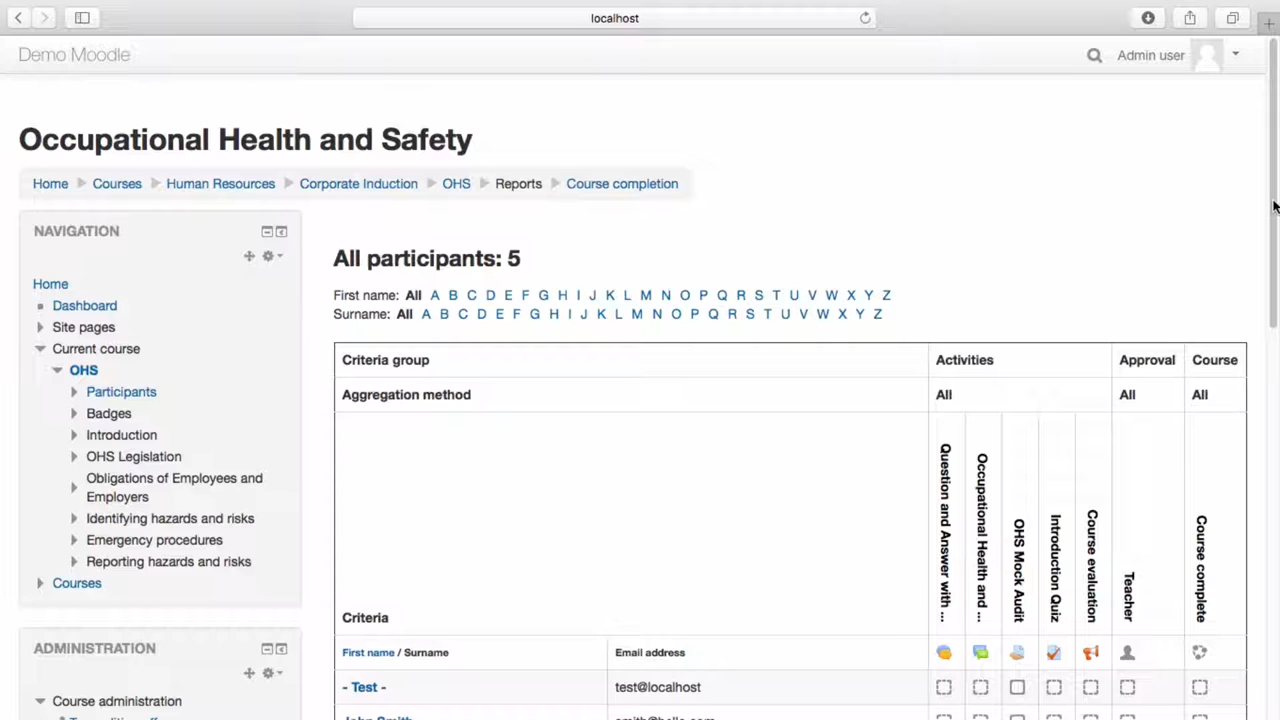 localhost
Demo Moodle
Admin user
Occupational Health and Safety
Home Courses Human Resources Corporate Induction OHS Reports Course completion
NAVIGATION
Home
Dashboard
Site pages
Current course
OHS
Participants
Badges
Introduction
OHS Legislation
Obligations of Employees and
Employers
Identifying hazards and risks
Emergency procedures
Reporting hazards and risks
Courses
ADMINISTRATION
Course administration
All participants: 5
First name: All A B C D E F G H I J K L M N O P Q R S T U V W X Y Z
Surname: All A B C D E F G H I J K L M N O P Q R S T U V W X Y Z
Criteria group Activities Approval Course
Aggregation method All All All
Criteria
Question and Answer with ...
Occupational Health and ...
OHS Mock Audit
Introduction Quiz
Course evaluation
Teacher
Course complete
First name / Surname Email address
- Test - test@localhost